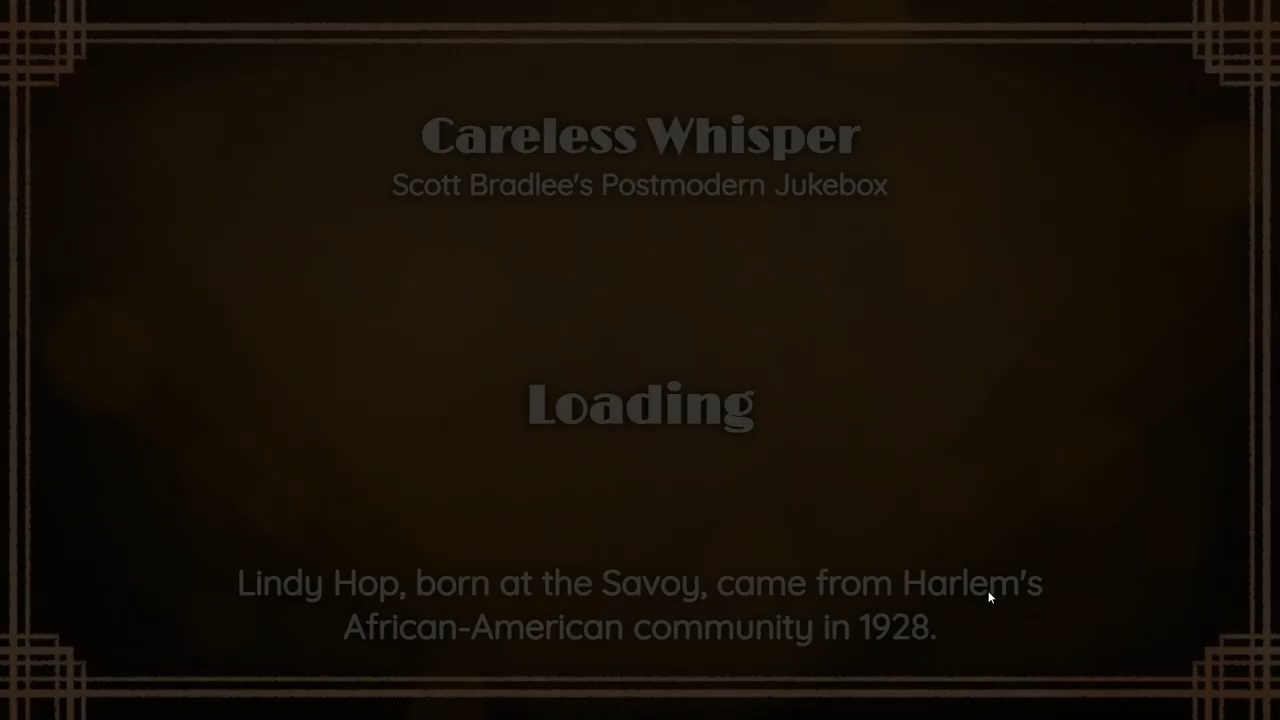 Careless Whisper
Scott Bradlee's Postmodern Jukebox
Loading
Lindy Hop, born at the Savoy, came from Harlem's
African-American community in 1928.